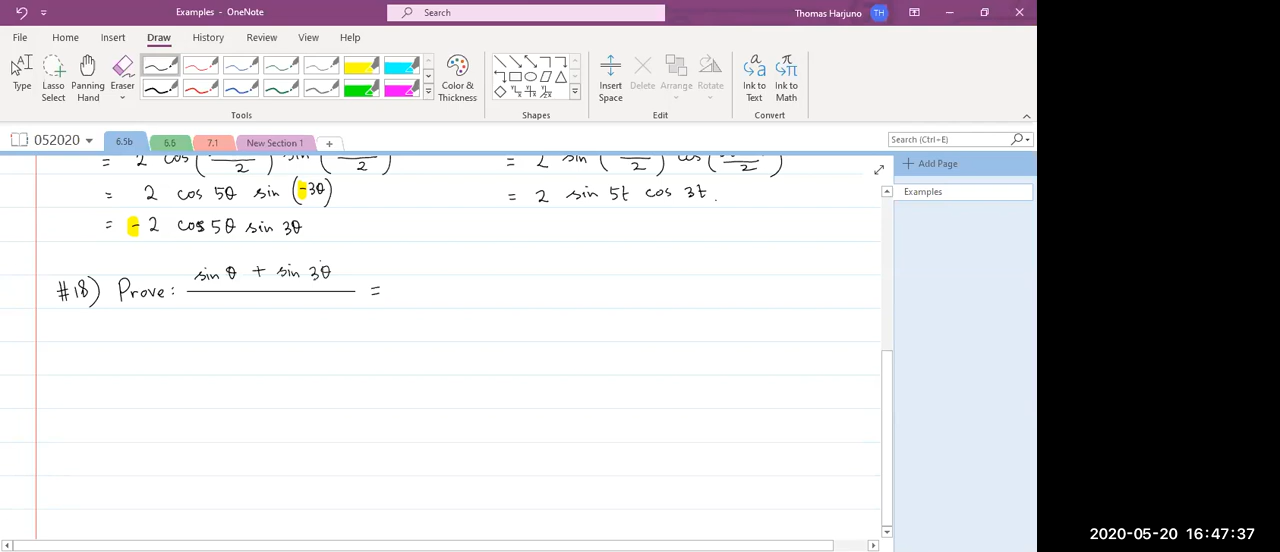 Examples - OneNote
Search
Thomas Harjuno TH
File Home Insert Draw History Review View Help
Type
Lasso Select
Panning Hand
Eraser
Color & Thickness
Insert Space
Delete
Arrange
Rotate
Ink to Text
Ink to Math
Tools
Shapes
Edit
Convert
052020
6.5b
6.6
7.1
New Section 1
Search (Ctrl+E)
Add Page
Examples
= 2 cos 5θ sin (-3θ)
= -2 cos 5θ sin 3θ
= 2 sin 5t cos 3t.
#18) Prove: sin θ + sin 3θ =
2020-05-20 16:47:37